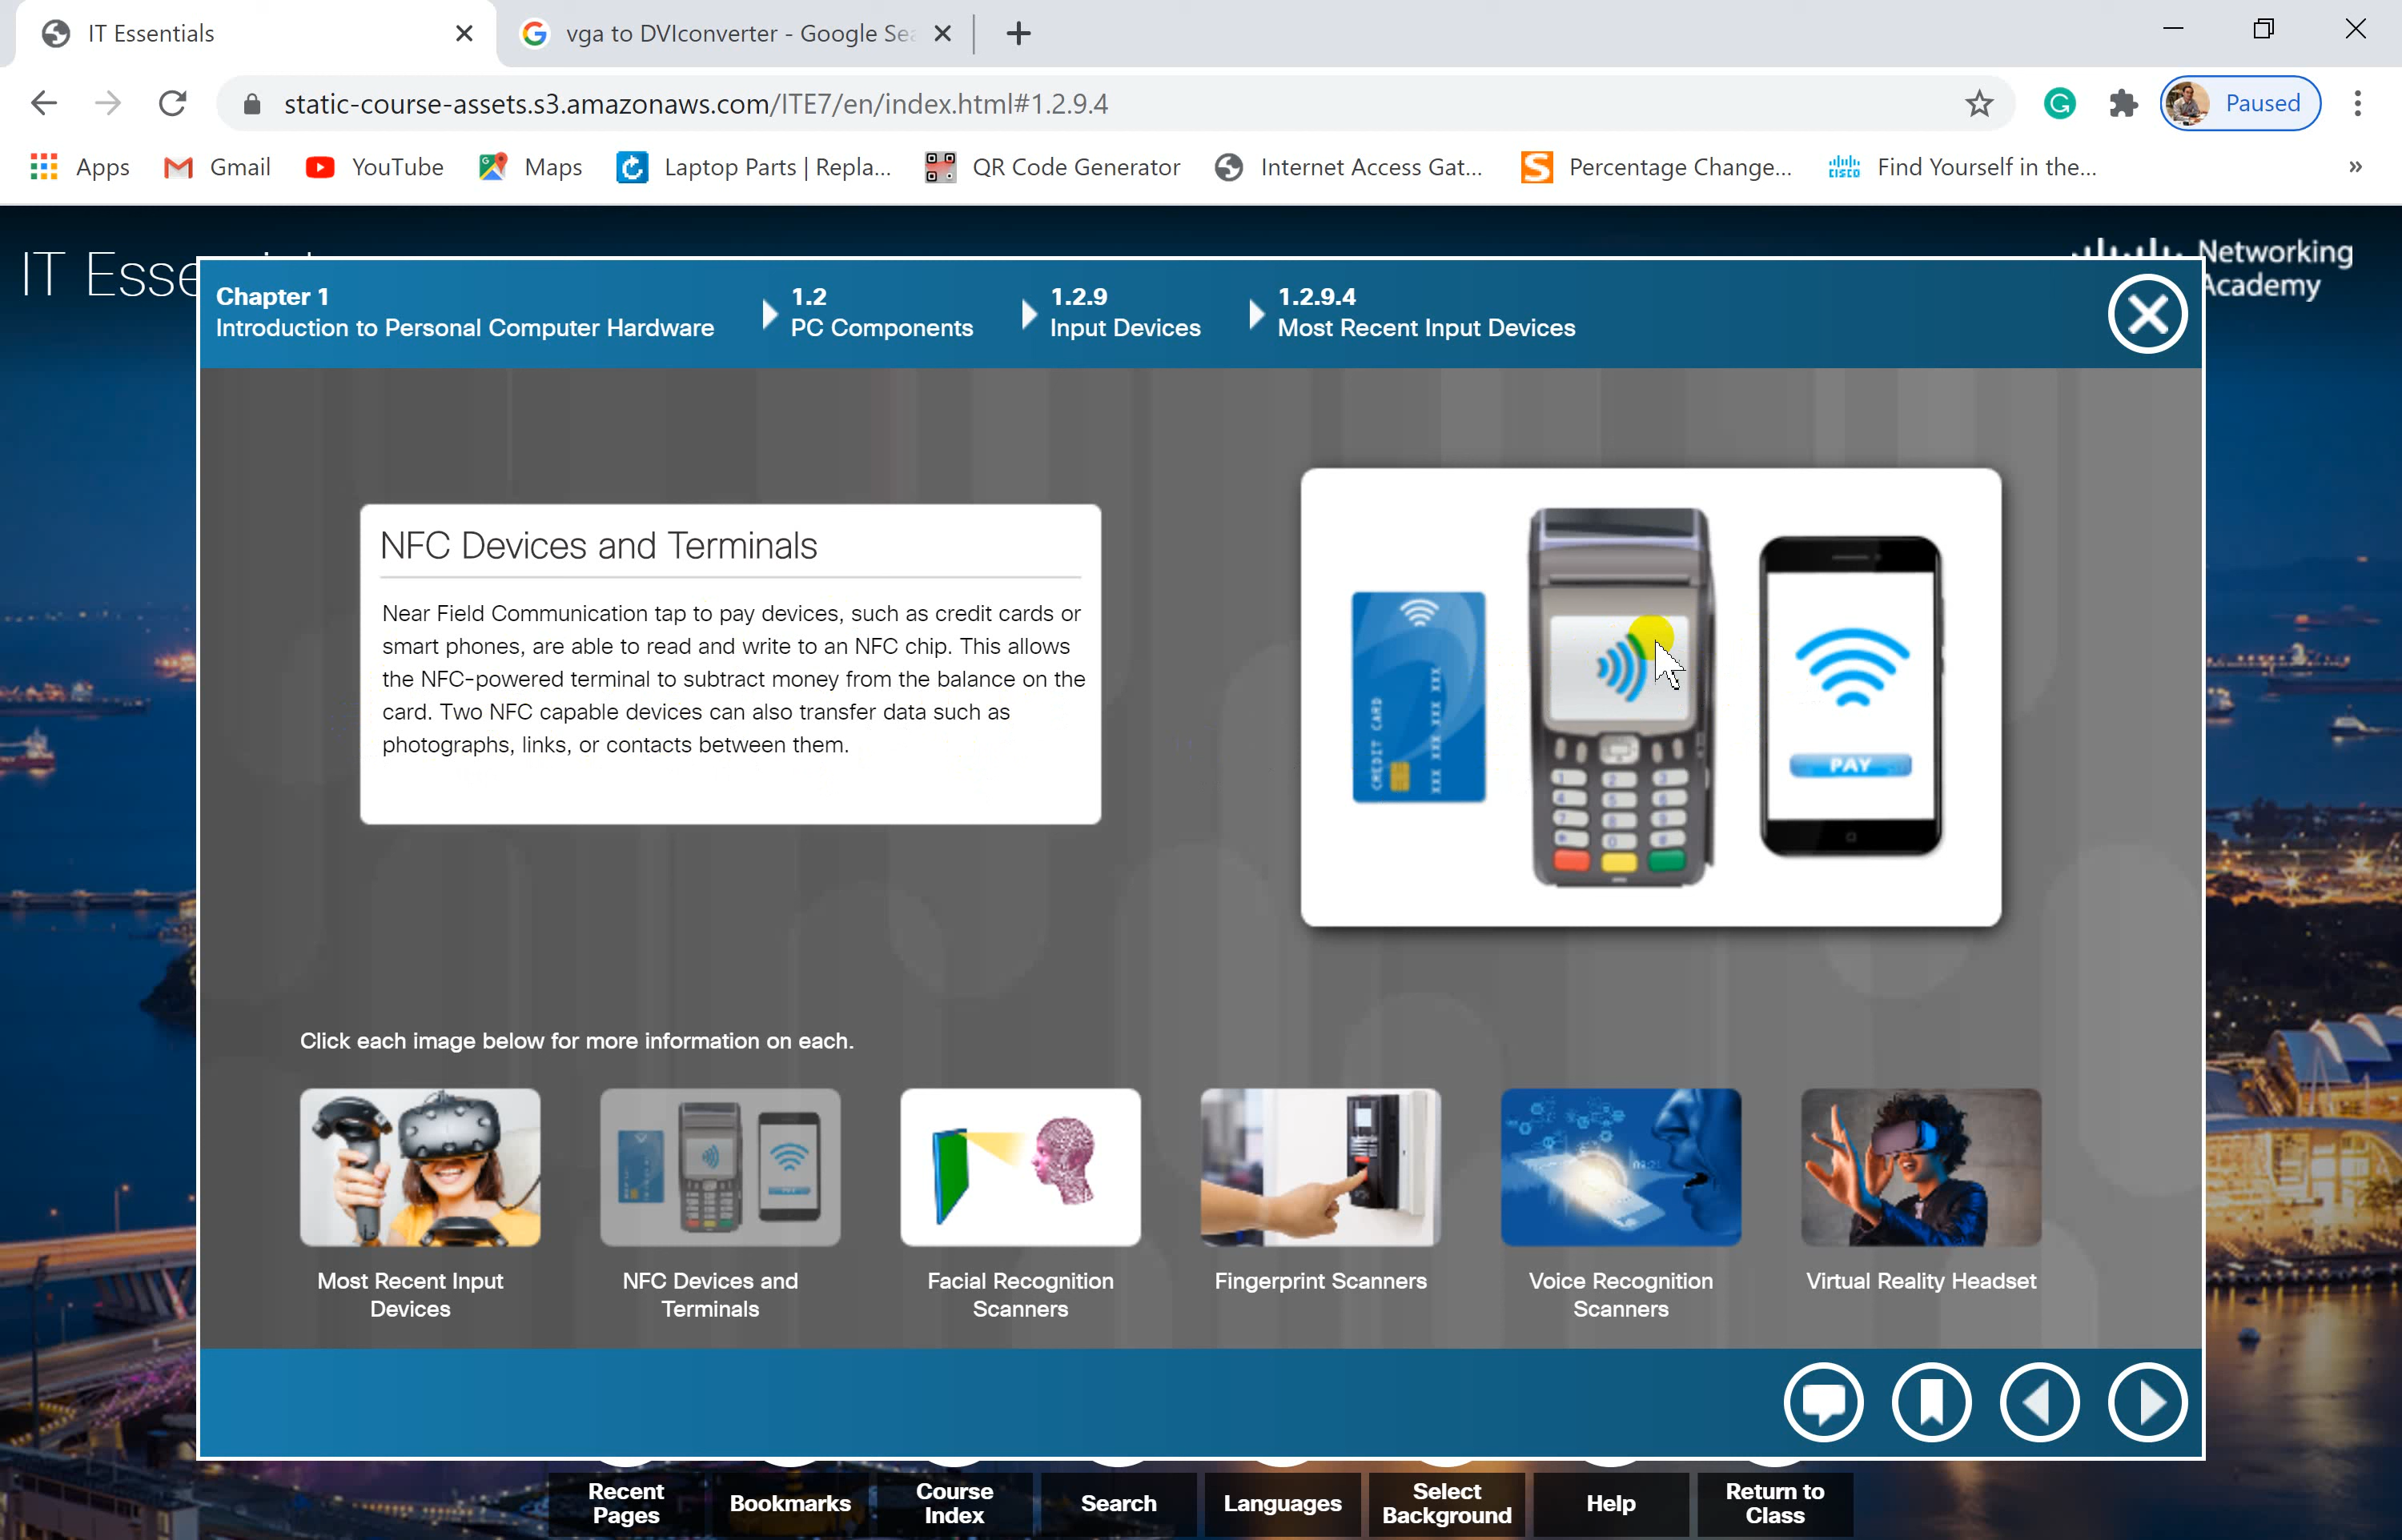 IT Essentials
vga to DVIconverter - Google Sea
static-course-assets.s3.amazonaws.com/ITE7/en/index.html#1.2.9.4
Paused
Apps
Gmail
YouTube
Maps
Laptop Parts | Repla...
QR Code Generator
Internet Access Gat...
Percentage Change...
Find Yourself in the...
IT Esse
Networking
Academy
Chapter 1
Introduction to Personal Computer Hardware
1.2
PC Components
1.2.9
Input Devices
1.2.9.4
Most Recent Input Devices
NFC Devices and Terminals
Near Field Communication tap to pay devices, such as credit cards or
smart phones, are able to read and write to an NFC chip. This allows
the NFC-powered terminal to subtract money from the balance on the
card. Two NFC capable devices can also transfer data such as
photographs, links, or contacts between them.
CREDIT CARD
XXX XXX XXX XXX
PAY
Click each image below for more information on each.
Most Recent Input
Devices
NFC Devices and
Terminals
Facial Recognition
Scanners
Fingerprint Scanners
Voice Recognition
Scanners
Virtual Reality Headset
Recent
Pages
Bookmarks
Course
Index
Search
Languages
Select
Background
Help
Return to
Class